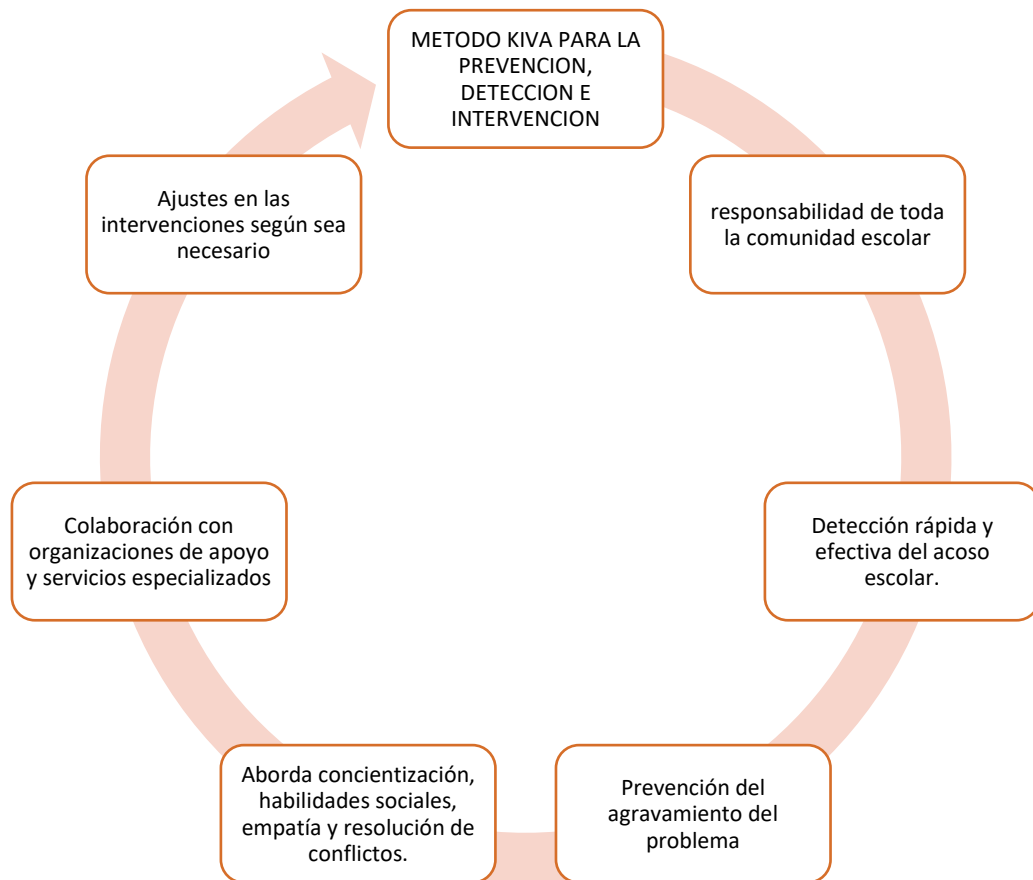 METODO KIVA PARA LA
PREVENCION,
DETECCION E
INTERVENCION
responsabilidad de toda
la comunidad escolar
Detección rápida y
efectiva del acoso
escolar.
Prevención del
agravamiento del
problema
Aborda concientización,
habilidades sociales,
empatía y resolución de
conflictos.
Colaboración con
organizaciones de apoyo
y servicios especializados
Ajustes en las
intervenciones según sea
necesario